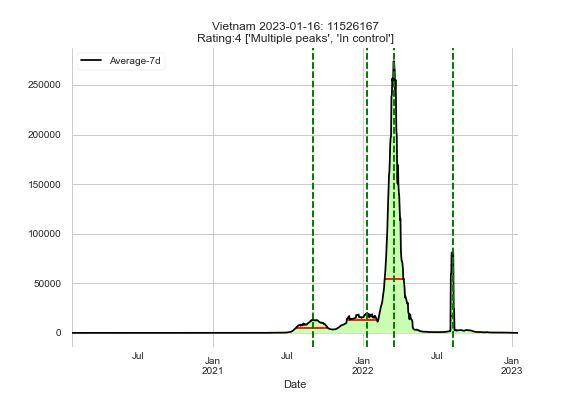 Vietnam 2023-01-16: 11526167
Rating:4 ['Multiple peaks', 'In control']
Average-7d
250000
200000
150000
100000
50000
0
Jul
Jan
2021
Jul
Jan
2022
Jul
Jan
2023
Date